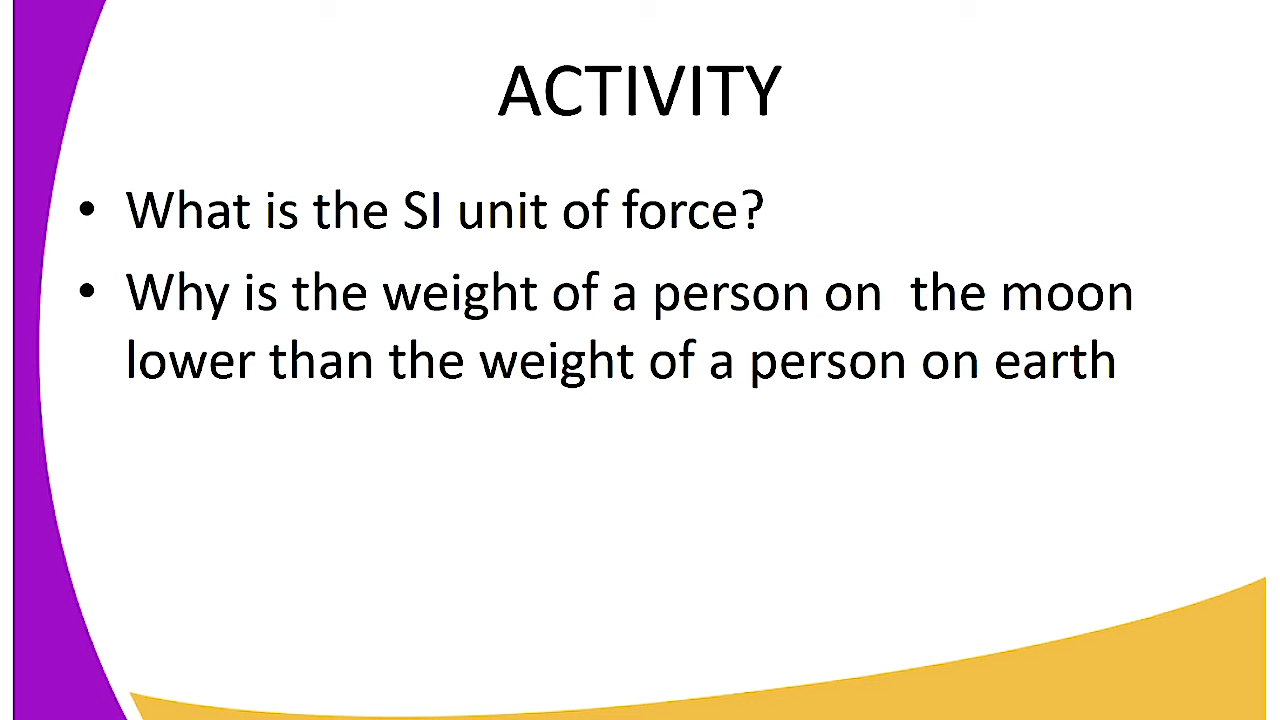 ACTIVITY
• What is the SI unit of force?
• Why is the weight of a person on  the moon
lower than the weight of a person on earth